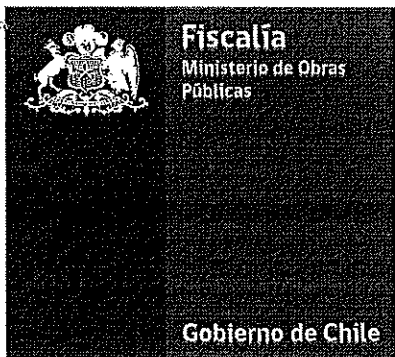 Fiscalía
Ministerio de Obras
Públicas
Gobierno de Chile